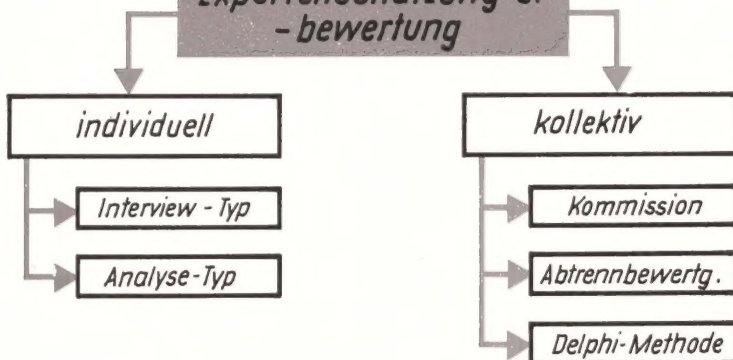 - bewertung
individuell
Interview - Typ
Analyse-Typ
kollektiv
Kommission
Abtrennbewertg.
Delphi-Methode